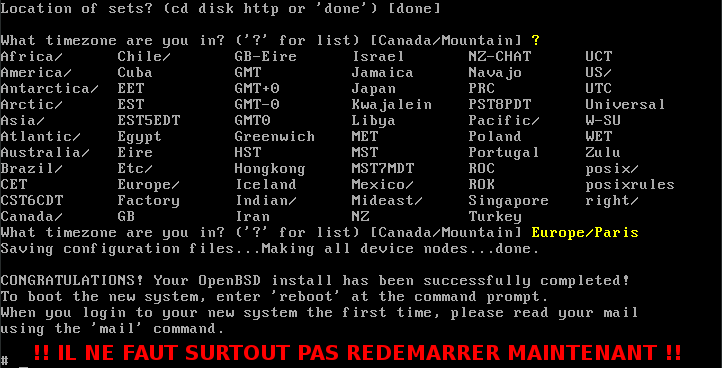 Location of sets? (cd disk http or 'done') [done]
What timezone are you in? ('?' for list) [Canada/Mountain] ?
Africa/ Chile/ GB-Eire Israel NZ-CHAT UCT
America/ Cuba GMT Jamaica Navajo US/
Antarctica/ EET GMT+0 Japan PRC UTC
Arctic/ EST GMT-0 Kwajalein PST8PDT Universal
Asia/ EST5EDT GMT0 Libya Pacific/ W-SU
Atlantic/ Egypt Greenwich MET Poland WET
Australia/ Eire HST MST Portugal Zulu
Brazil/ Etc/ Hongkong MST7MDT ROC posix/
CET Europe/ Iceland Mexico/ ROK posixrules
CST6CDT Factory Indian/ Mideast/ Singapore right/
Canada/ GB Iran NZ Turkey
What timezone are you in? ('?' for list) [Canada/Mountain] Europe/Paris
Saving configuration files...Making all device nodes...done.
CONGRATULATIONS! Your OpenBSD install has been successfully completed!
To boot the new system, enter 'reboot' at the command prompt.
When you login to your new system the first time, please read your mail
using the 'mail' command.
!! IL NE FAUT SURTOUT PAS REDEMARRER MAINTENANT !!
# _